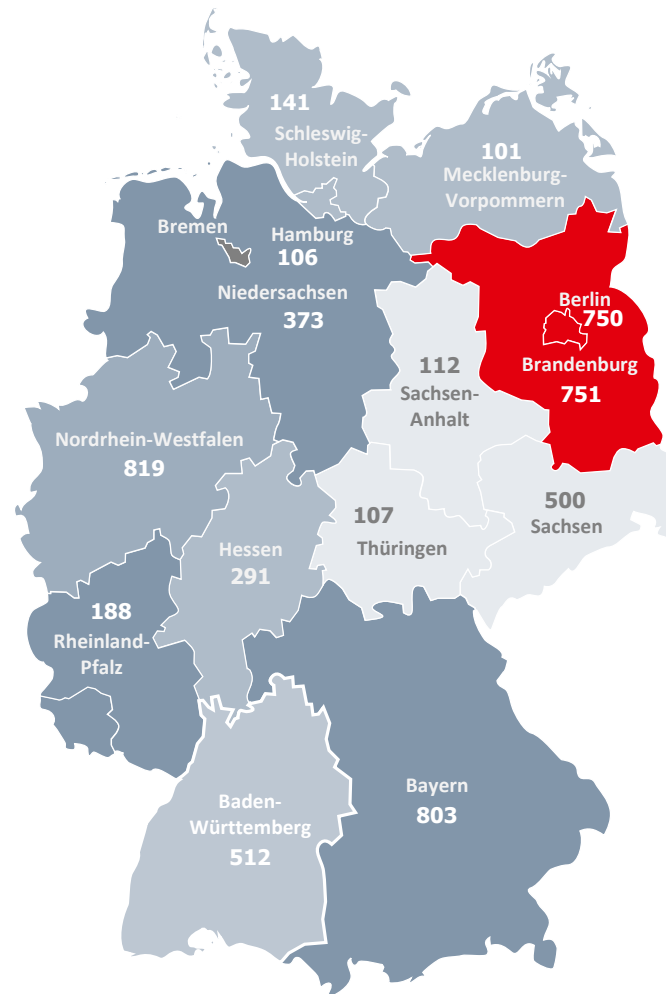 141
Schleswig-
Holstein
101
Mecklenburg-
Vorpommern
Bremen
Hamburg
106
Niedersachsen
373
Berlin
750
Brandenburg
751
112
Sachsen-
Anhalt
Nordrhein-Westfalen
819
500
Sachsen
107
Thüringen
Hessen
291
188
Rheinland-
Pfalz
Bayern
803
Baden-
Württemberg
512